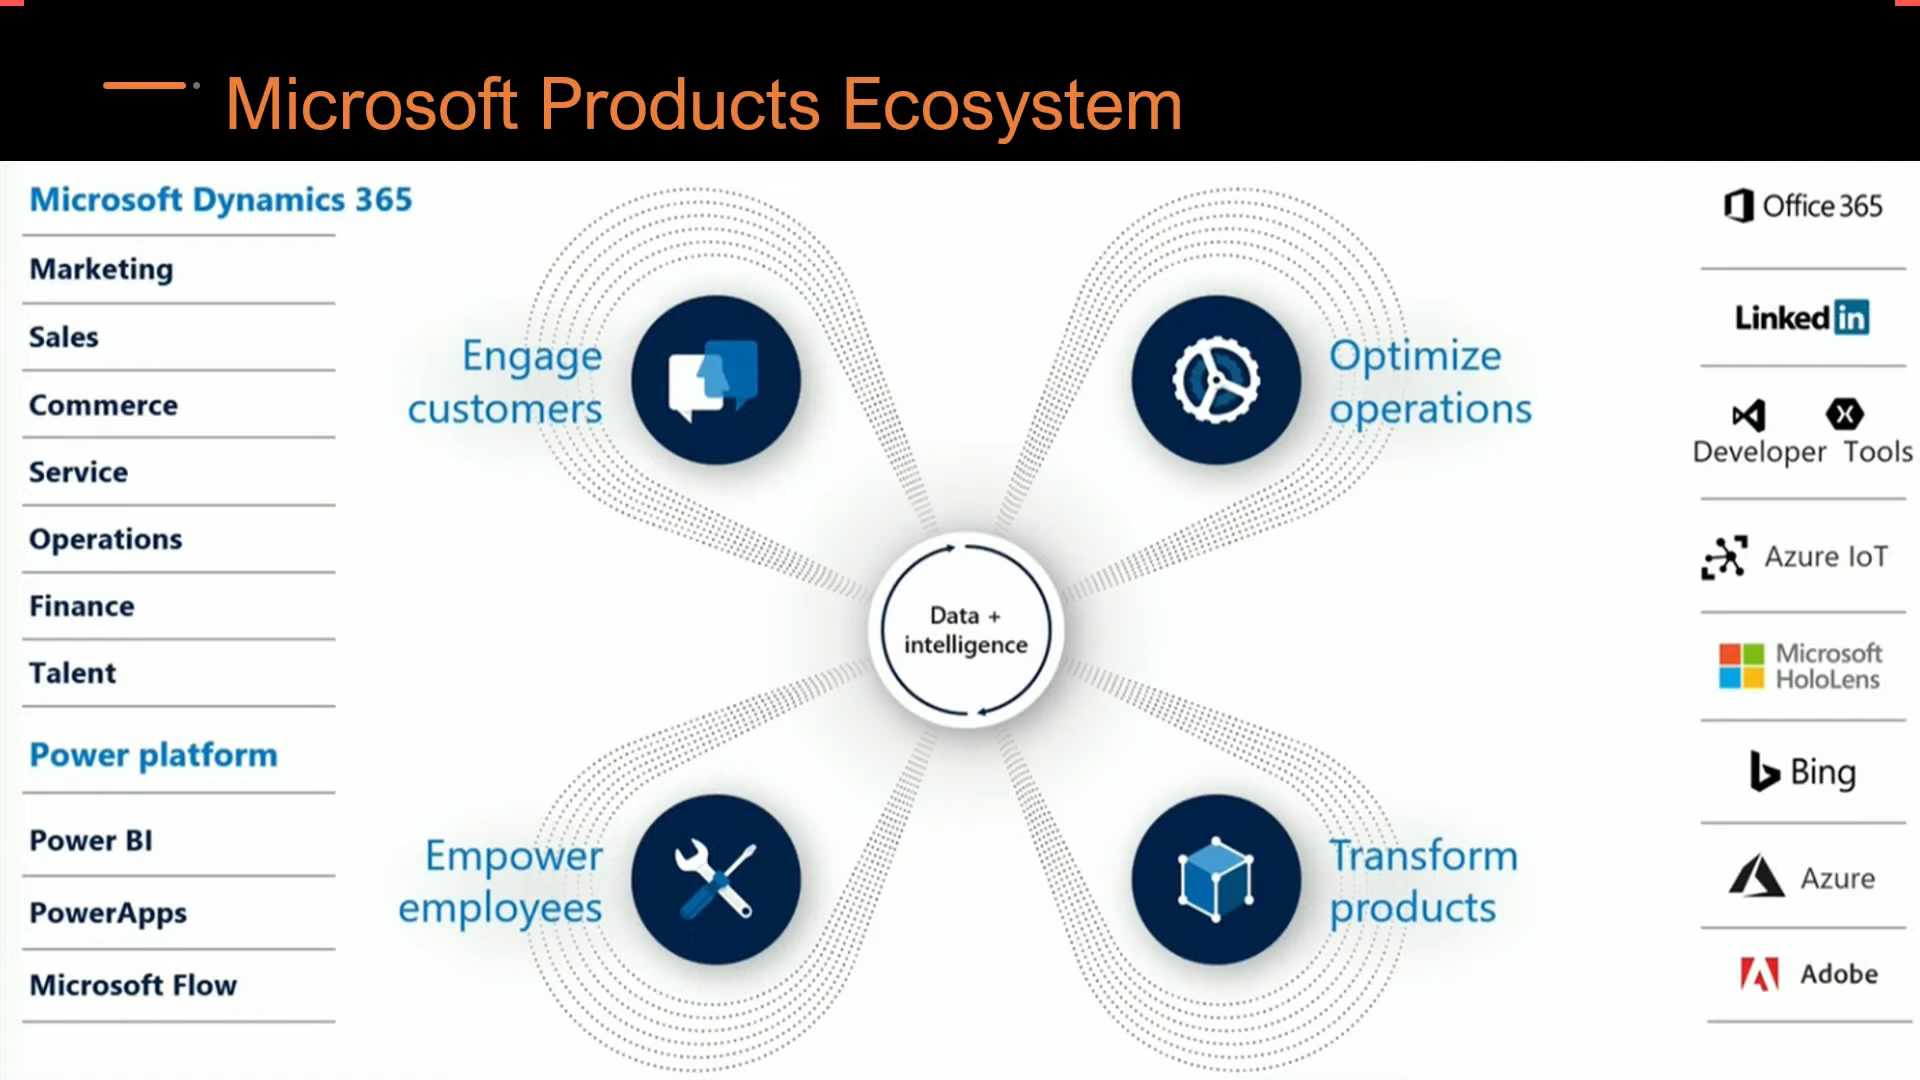 Microsoft Products Ecosystem
Microsoft Dynamics 365
Marketing
Sales
Commerce
Service
Operations
Finance
Talent
Power platform
Power BI
PowerApps
Microsoft Flow
Engage
customers
Optimize
operations
Data +
intelligence
Empower
employees
Transform
products
Office 365
Linked in
Developer Tools
Azure IoT
Microsoft
HoloLens
Bing
Azure
Adobe